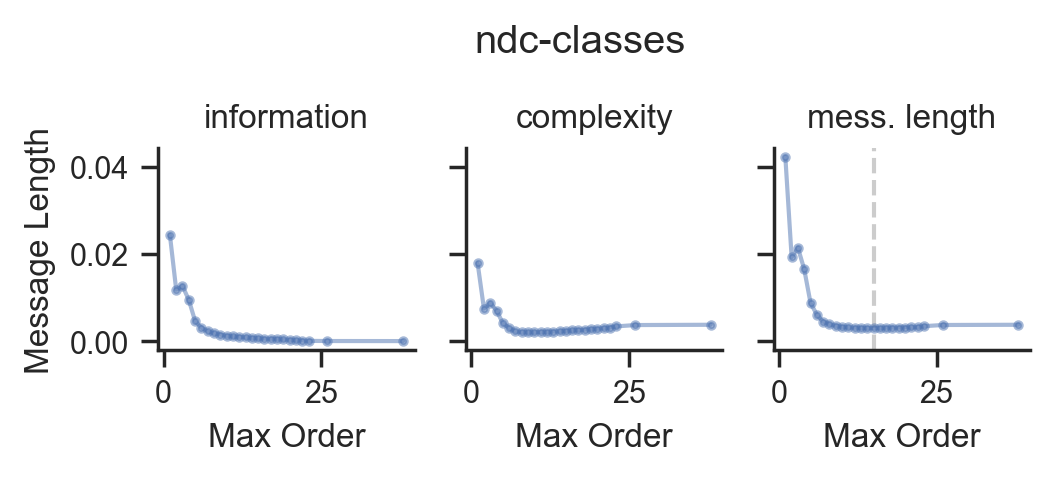 ndc-classes
information
complexity
mess. length
Message Length
0.04
0.02
0.00
0
25
0
25
0
25
Max Order
Max Order
Max Order